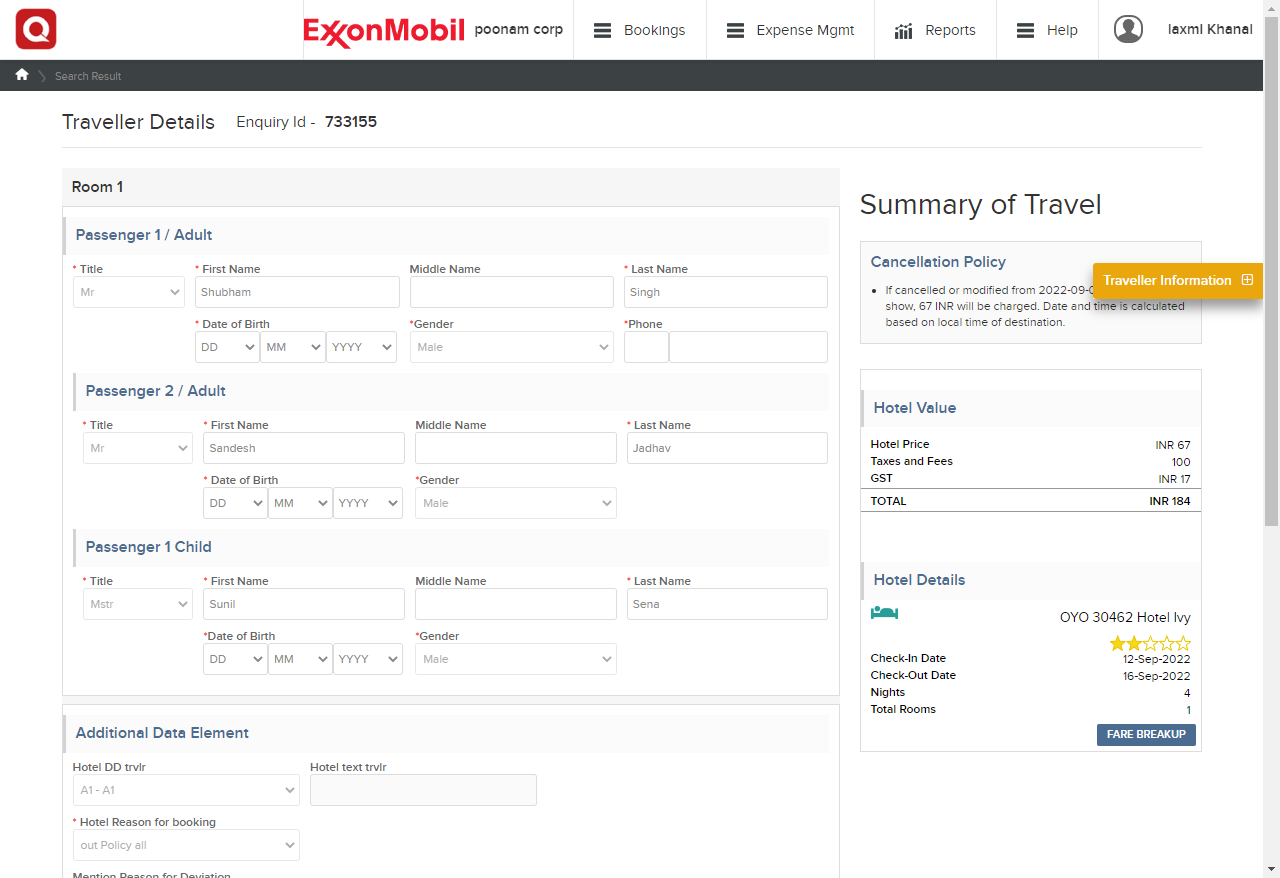 Q
ExxonMobil poonam corp Bookings Expense Mgmt Reports Help laxmi Khanal
Search Result
Traveller Details Enquiry Id - 733155
Room 1
Passenger 1 / Adult
* Title * First Name Middle Name * Last Name
Mr Shubham Singh
* Date of Birth *Gender *Phone
DD MM YYYY Male
Passenger 2 / Adult
* Title * First Name Middle Name * Last Name
Mr Sandesh Jadhav
* Date of Birth *Gender
DD MM YYYY Male
Passenger 1 Child
* Title * First Name Middle Name * Last Name
Mstr Sunil Sena
*Date of Birth *Gender
DD MM YYYY Male
Additional Data Element
Hotel DD trvlr Hotel text trvlr
A1 - A1
* Hotel Reason for booking
out Policy all
Mention Reason for Deviation
Summary of Travel
Cancellation Policy
If cancelled or modified from 2022-09-
show, 67 INR will be charged. Date and time is calculated
based on local time of destination.
Traveller Information
Hotel Value
Hotel Price INR 67
Taxes and Fees 100
GST INR 17
TOTAL INR 184
Hotel Details
OYO 30462 Hotel Ivy
Check-In Date 12-Sep-2022
Check-Out Date 16-Sep-2022
Nights 4
Total Rooms 1
FARE BREAKUP